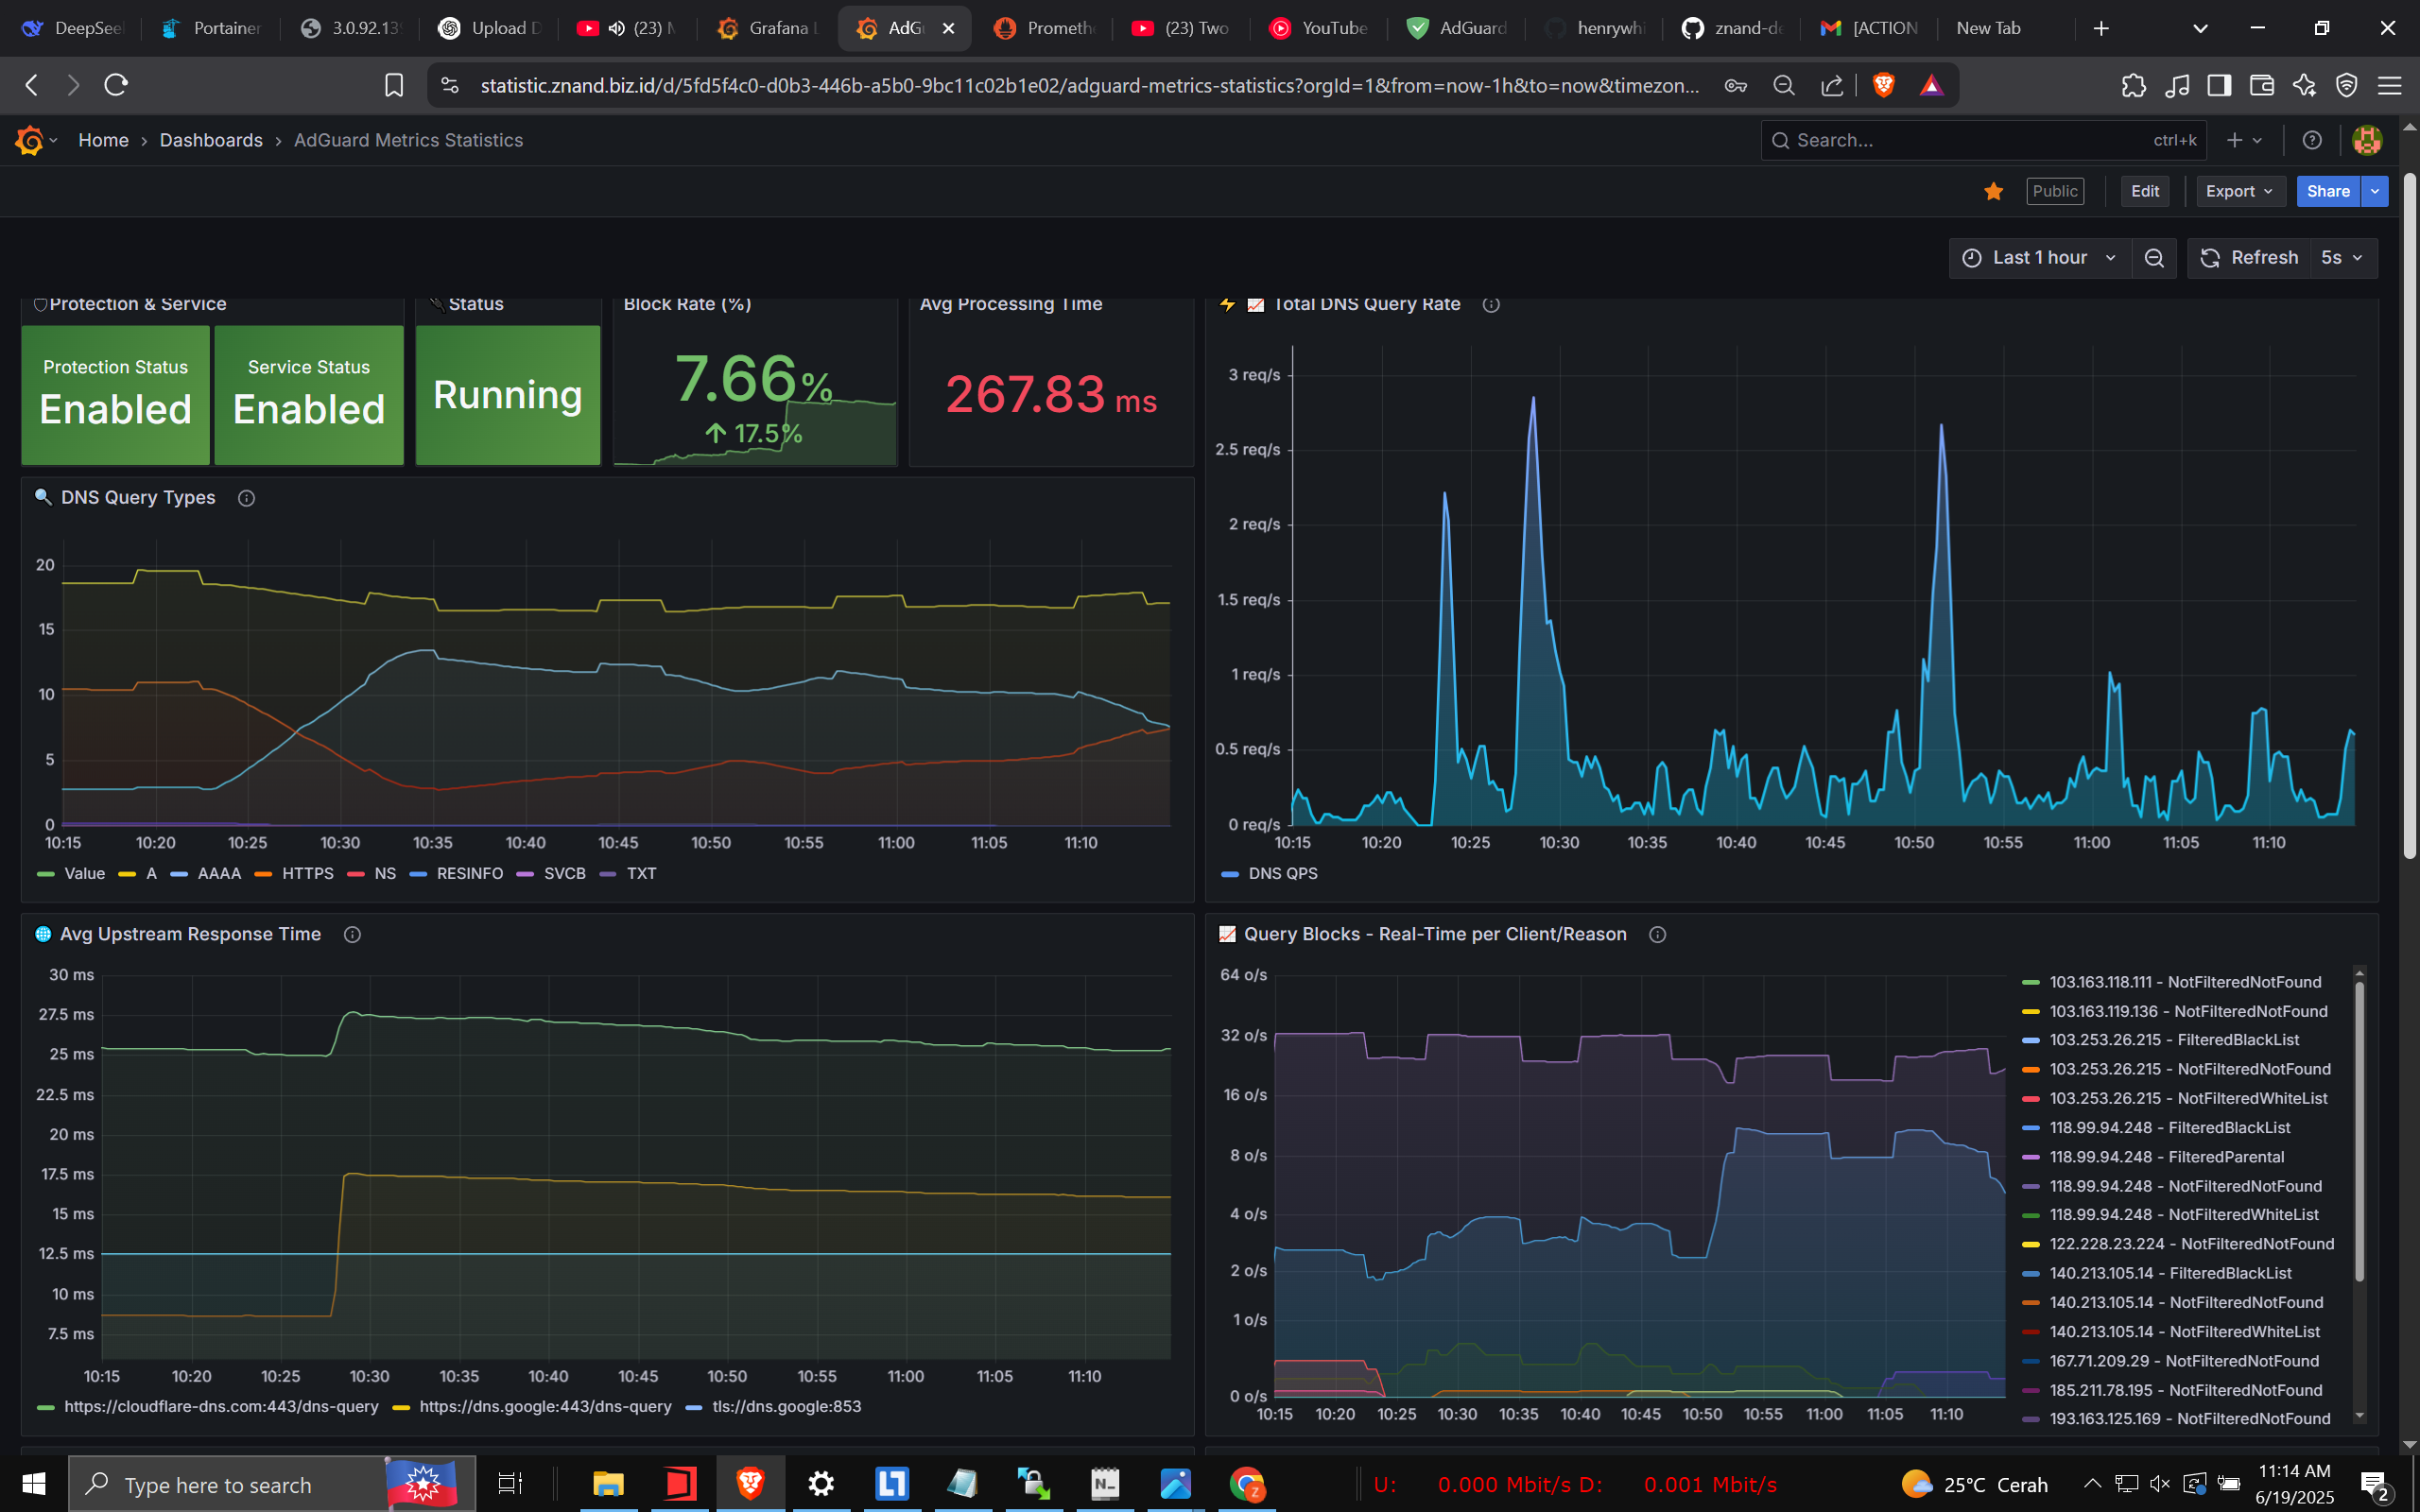 DeepSee
Portainer
3.0.92.13
Upload D
(23)
Grafana L
AdG
Prometh
(23) Two
YouTube
AdGuard
henrywhi
znand-de
[ACTION
New Tab
statistic.znand.biz.id/d/5fd5f4c0-d0b3-446b-a5b0-9bc11c02b1e02/adguard-metrics-statistics?orgId=1&from=now-1h&to=now&timezon...
Home › Dashboards › AdGuard Metrics Statistics
Search...
ctrl+k
Public
Edit
Export
Share
Last 1 hour
Refresh
5s
Protection & Service
Protection Status
Enabled
Service Status
Enabled
Status
Running
Block Rate (%)
7.66%
17.5%
Avg Processing Time
267.83 ms
Total DNS Query Rate
3 req/s
2.5 req/s
2 req/s
1.5 req/s
1 req/s
0.5 req/s
0 req/s
10:15 10:20 10:25 10:30 10:35 10:40 10:45 10:50 10:55 11:00 11:05 11:10
DNS QPS
DNS Query Types
20
15
10
5
0
10:15 10:20 10:25 10:30 10:35 10:40 10:45 10:50 10:55 11:00 11:05 11:10
Value A AAAA HTTPS NS RESINFO SVCB TXT
Avg Upstream Response Time
30 ms
27.5 ms
25 ms
22.5 ms
20 ms
17.5 ms
15 ms
12.5 ms
10 ms
7.5 ms
10:15 10:20 10:25 10:30 10:35 10:40 10:45 10:50 10:55 11:00 11:05 11:10
https://cloudflare-dns.com:443/dns-query https://dns.google:443/dns-query tls://dns.google:853
Query Blocks - Real-Time per Client/Reason
64 o/s
32 o/s
16 o/s
8 o/s
4 o/s
2 o/s
1 o/s
0 o/s
10:15 10:20 10:25 10:30 10:35 10:40 10:45 10:50 10:55 11:00 11:05 11:10
103.163.118.111 - NotFilteredNotFound
103.163.119.136 - NotFilteredNotFound
103.253.26.215 - FilteredBlackList
103.253.26.215 - NotFilteredNotFound
103.253.26.215 - NotFilteredWhiteList
118.99.94.248 - FilteredBlackList
118.99.94.248 - FilteredParental
118.99.94.248 - NotFilteredNotFound
118.99.94.248 - NotFilteredWhiteList
122.228.23.224 - NotFilteredNotFound
140.213.105.14 - FilteredBlackList
140.213.105.14 - NotFilteredNotFound
140.213.105.14 - NotFilteredWhiteList
167.71.209.29 - NotFilteredNotFound
185.211.78.195 - NotFilteredNotFound
193.163.125.169 - NotFilteredNotFound
Type here to search
U: 0.000 Mbit/s D: 0.001 Mbit/s
25°C Cerah
11:14 AM
6/19/2025
2